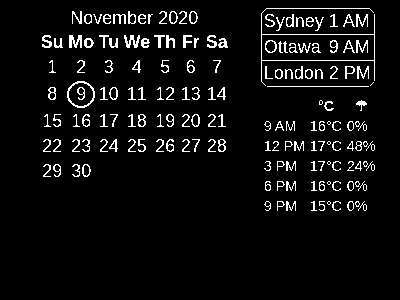 November 2020
Su Mo Tu We Th Fr Sa
1 2 3 4 5 6 7
8 9 10 11 12 13 14
15 16 17 18 19 20 21
22 23 24 25 26 27 28
29 30
Sydney 1 AM
Ottawa 9 AM
London 2 PM
°C ☂
9 AM 16°C 0%
12 PM 17°C 48%
3 PM 17°C 24%
6 PM 16°C 0%
9 PM 15°C 0%